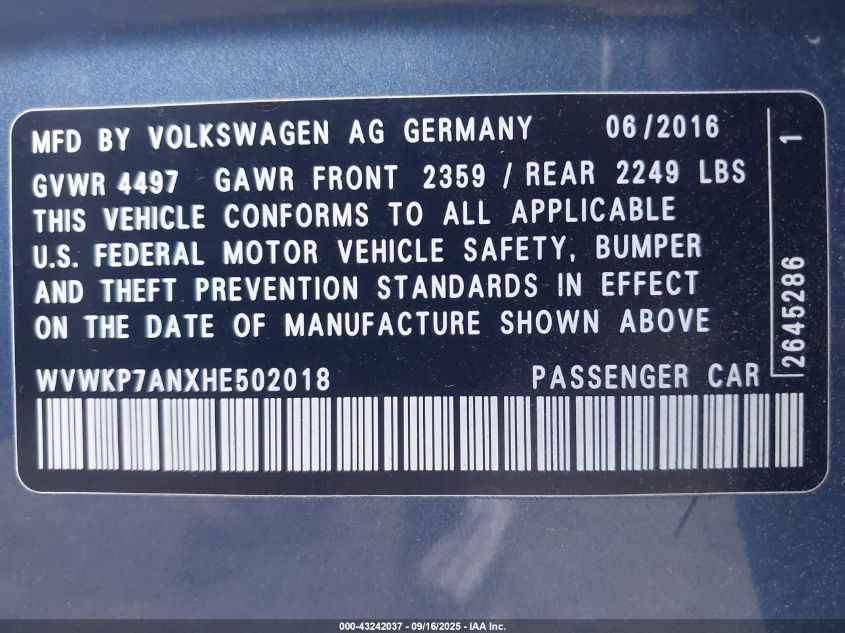 MFD BY VOLKSWAGEN AG GERMANY 06/2016
GVWR 4497 GAWR FRONT 2359 / REAR 2249 LBS
THIS VEHICLE CONFORMS TO ALL APPLICABLE
U.S. FEDERAL MOTOR VEHICLE SAFETY, BUMPER
AND THEFT PREVENTION STANDARDS IN EFFECT
ON THE DATE OF MANUFACTURE SHOWN ABOVE
WVWKP7ANXHE502018 PASSENGER CAR
2645286 1
000-43242037 - 09/16/2025 - IAA Inc.